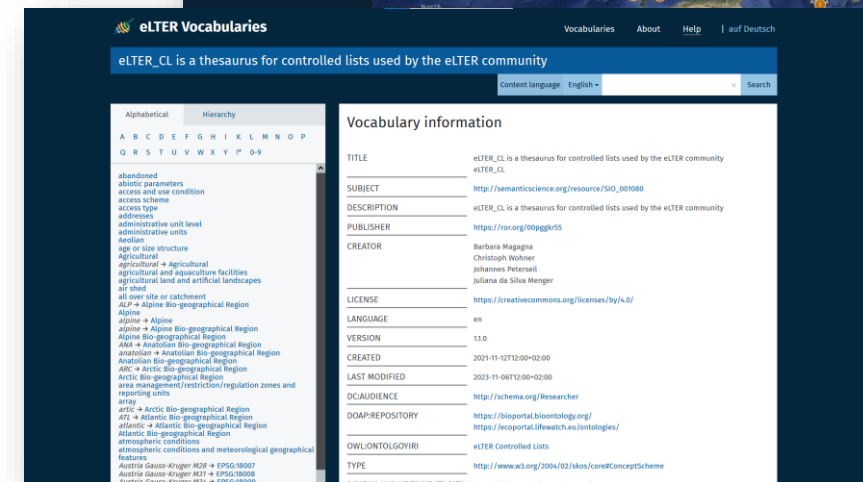 North
eLTER Vocabularies
Vocabularies About Help | auf Deutsch
eLTER_CL is a thesaurus for controlled lists used by the eLTER community
Content language English × Search
Alphabetical Hierarchy
A B C D E F G H I K L M N O P
Q R S T U V W X Y !* 0-9
abandoned
abiotic parameters
access and use condition
access scheme
access type
addresses
administrative unit level
administrative units
Aeolian
age or size structure
Agricultural
agricultural → Agricultural
agricultural and aquaculture facilities
agricultural land and artificial landscapes
air shed
all over site or catchment
ALP → Alpine Bio-geographical Region
Alpine
alpine → Alpine
alpine → Alpine Bio-geographical Region
Alpine Bio-geographical Region
ANA → Anatolian Bio-geographical Region
anatolian → Anatolian Bio-geographical Region
Anatolian Bio-geographical Region
ARC → Arctic Bio-geographical Region
Arctic Bio-geographical Region
area management/restriction/regulation zones and
reporting units
array
artic → Arctic Bio-geographical Region
ATL → Atlantic Bio-geographical Region
atlantic → Atlantic Bio-geographical Region
Atlantic Bio-geographical Region
atmospheric conditions
atmospheric conditions and meteorological geographical
features
Austria Gauss-Kruger M28 → EPSG:18007
Austria Gauss-Kruger M31 → EPSG:18008
Austria Gauss-Kruger M34 → EPSG:18009
Vocabulary information
TITLE eLTER_CL is a thesaurus for controlled lists used by the eLTER community
eLTER_CL
SUBJECT http://semanticscience.org/resource/SIO_001080
DESCRIPTION eLTER_CL is a thesaurus for controlled lists used by the eLTER community
PUBLISHER https://ror.org/00pggkr55
CREATOR Barbara Magagna
Christoph Wohner
Johannes Peterseil
Juliana da Silva Menger
LICENSE https://creativecommons.org/licenses/by/4.0/
LANGUAGE en
VERSION 1.1.0
CREATED 2021-11-12T12:00+02:00
LAST MODIFIED 2023-11-06T12:00+02:00
DC:AUDIENCE http://schema.org/Researcher
DOAP:REPOSITORY https://bioportal.bioontology.org/
https://ecoportal.lifewatch.eu/ontologies/
OWL:ONTOLGOYIRI eLTER Controlled Lists
TYPE http://www.w3.org/2004/02/skos/core#ConceptScheme